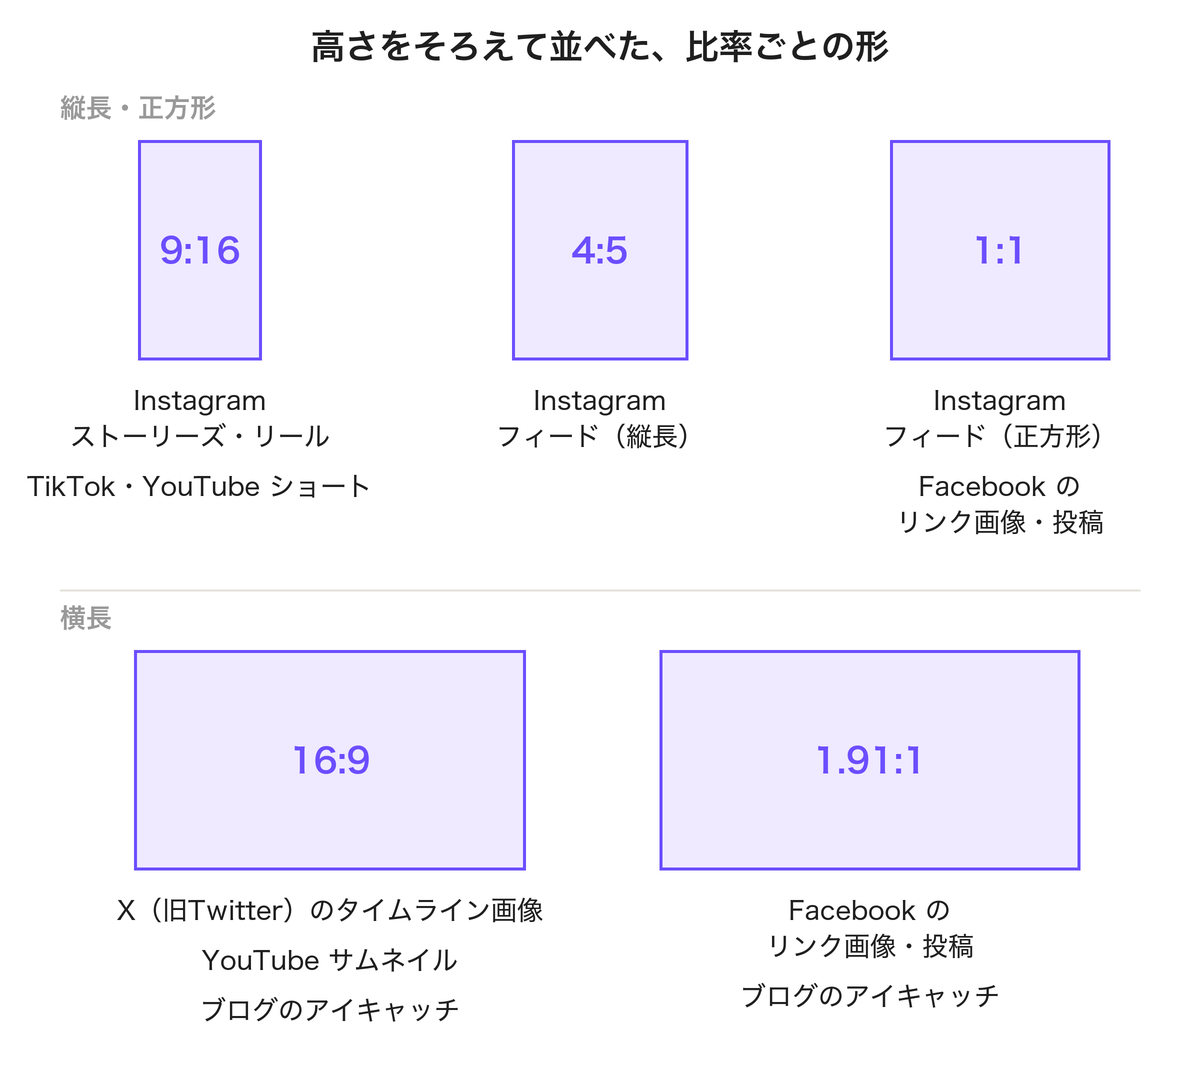 高さをそろえて並べた、比率ごとの形
縦長・正方形
9:16
4:5
1:1
Instagram
ストーリーズ・リール
TikTok・YouTube ショート
Instagram
フィード（縦長）
Instagram
フィード（正方形）
Facebook の
リンク画像・投稿
横長
16:9
1.91:1
X（旧Twitter）のタイムライン画像
YouTube サムネイル
ブログのアイキャッチ
Facebook の
リンク画像・投稿
ブログのアイキャッチ